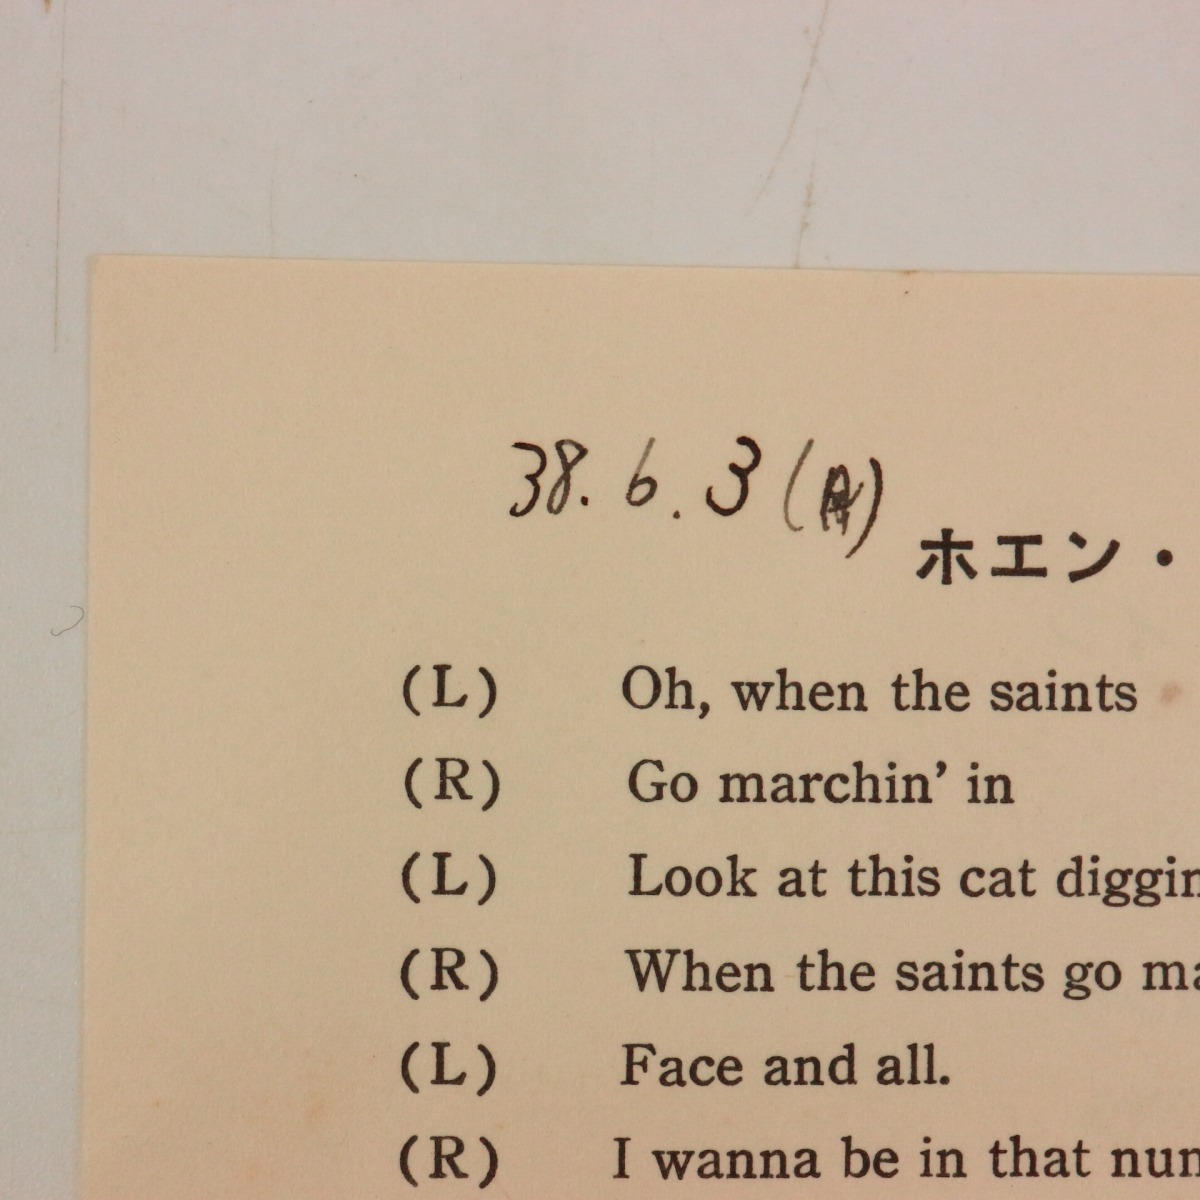 38. 6. 3 ( )
ホエン・
(L) Oh, when the saints
(R) Go marchin’ in
(L) Look at this cat
(R) When the saints go
(L) Face and all.
(R) I wanna be in that